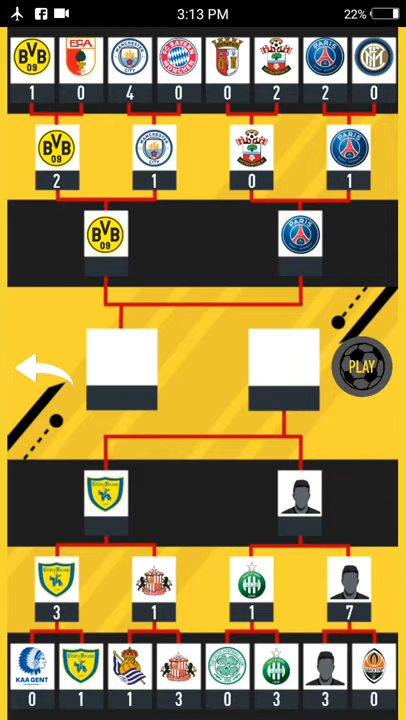 3:13 PM 22%
BVB 09 FCA MANCHESTER CITY FC BAYERN MÜNCHEN PARIS
1 0 4 0 0 2 2 0
BVB 09 MANCHESTER CITY PARIS
2 1 0 1
BVB 09 PARIS
PLAY
3 1 1 7
KAA GENT
0 1 1 3 0 3 3 0